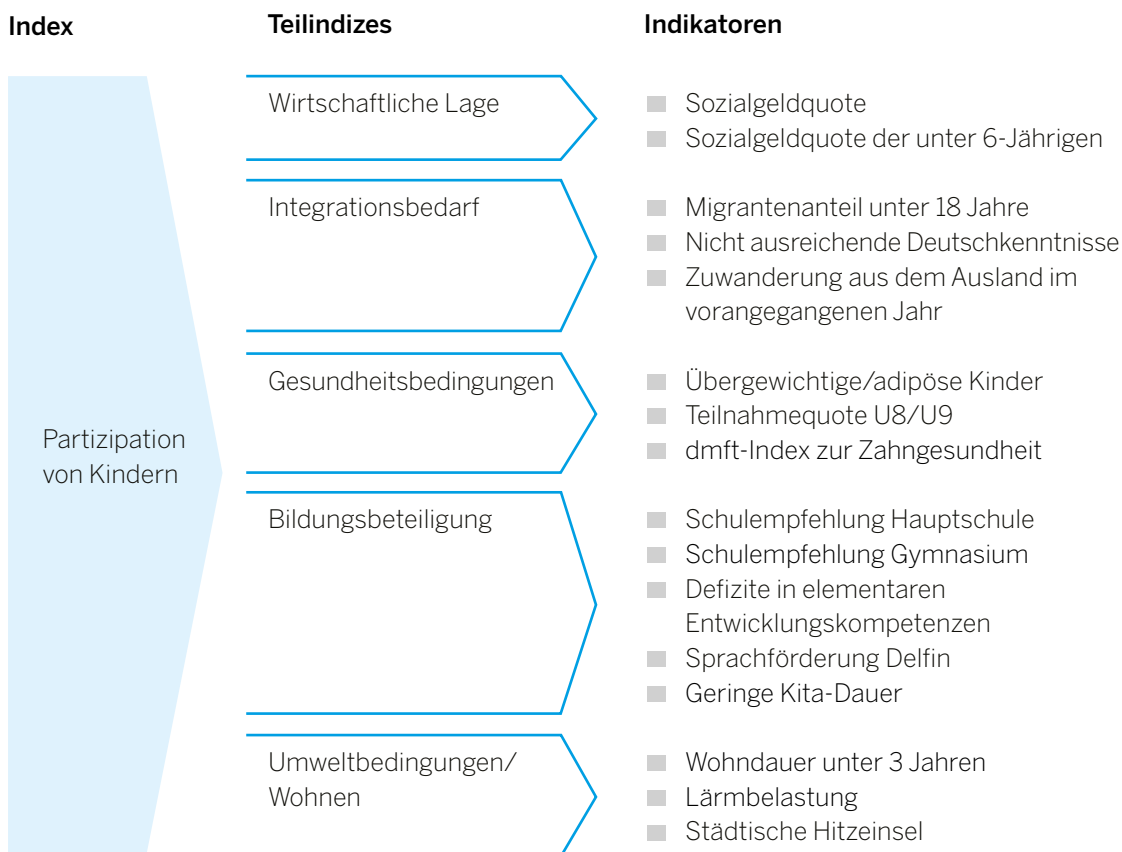 Index
Teilindizes
Indikatoren
Partizipation
von Kindern
Wirtschaftliche Lage
Sozialgeldquote
Sozialgeldquote der unter 6-Jährigen
Integrationsbedarf
Migrantenanteil unter 18 Jahre
Nicht ausreichende Deutschkenntnisse
Zuwanderung aus dem Ausland im
vorangegangenen Jahr
Gesundheitsbedingungen
Übergewichtige/adipöse Kinder
Teilnahmequote U8/U9
dmft-Index zur Zahngesundheit
Bildungsbeteiligung
Schulempfehlung Hauptschule
Schulempfehlung Gymnasium
Defizite in elementaren
Entwicklungskompetenzen
Sprachförderung Delfin
Geringe Kita-Dauer
Umweltbedingungen/
Wohnen
Wohndauer unter 3 Jahren
Lärmbelastung
Städtische Hitzeinsel